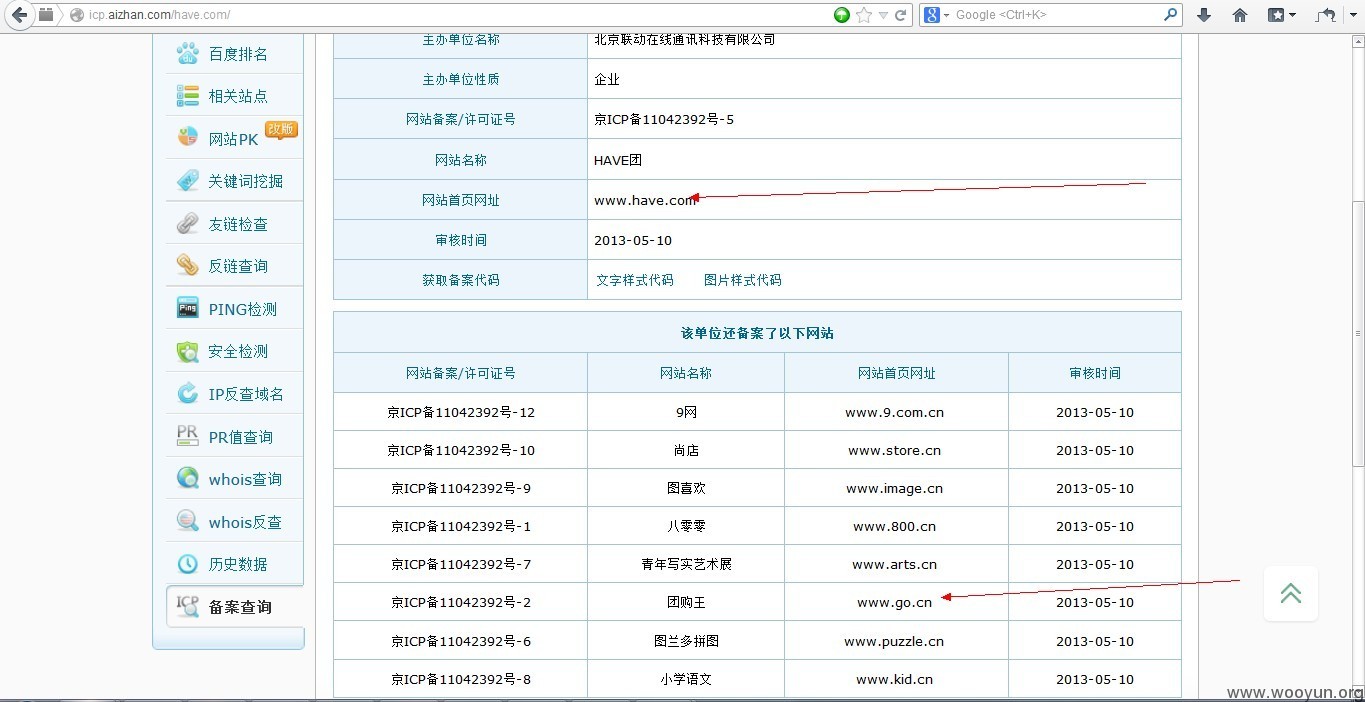 icp.aizhan.com/have.com/
Google <Ctrl+K>
百度排名
相关站点
网站PK 改版
关键词挖掘
友链检查
反链查询
PING检测
安全检测
IP反查域名
PR值查询
whois查询
whois反查
历史数据
备案查询
主办单位名称 北京联动在线通讯科技有限公司
主办单位性质 企业
网站备案/许可证号 京ICP备11042392号-5
网站名称 HAVE团
网站首页网址 www.have.com
审核时间 2013-05-10
获取备案代码 文字样式代码 图片样式代码
该单位还备案了以下网站
网站备案/许可证号 网站名称 网站首页网址 审核时间
京ICP备11042392号-12 9网 www.9.com.cn 2013-05-10
京ICP备11042392号-10 尚店 www.store.cn 2013-05-10
京ICP备11042392号-9 图喜欢 www.image.cn 2013-05-10
京ICP备11042392号-1 八零零 www.800.cn 2013-05-10
京ICP备11042392号-7 青年写实艺术展 www.arts.cn 2013-05-10
京ICP备11042392号-2 团购王 www.go.cn 2013-05-10
京ICP备11042392号-6 图兰多拼图 www.puzzle.cn 2013-05-10
京ICP备11042392号-8 小学语文 www.kid.cn 2013-05-10
www.wooyun.org